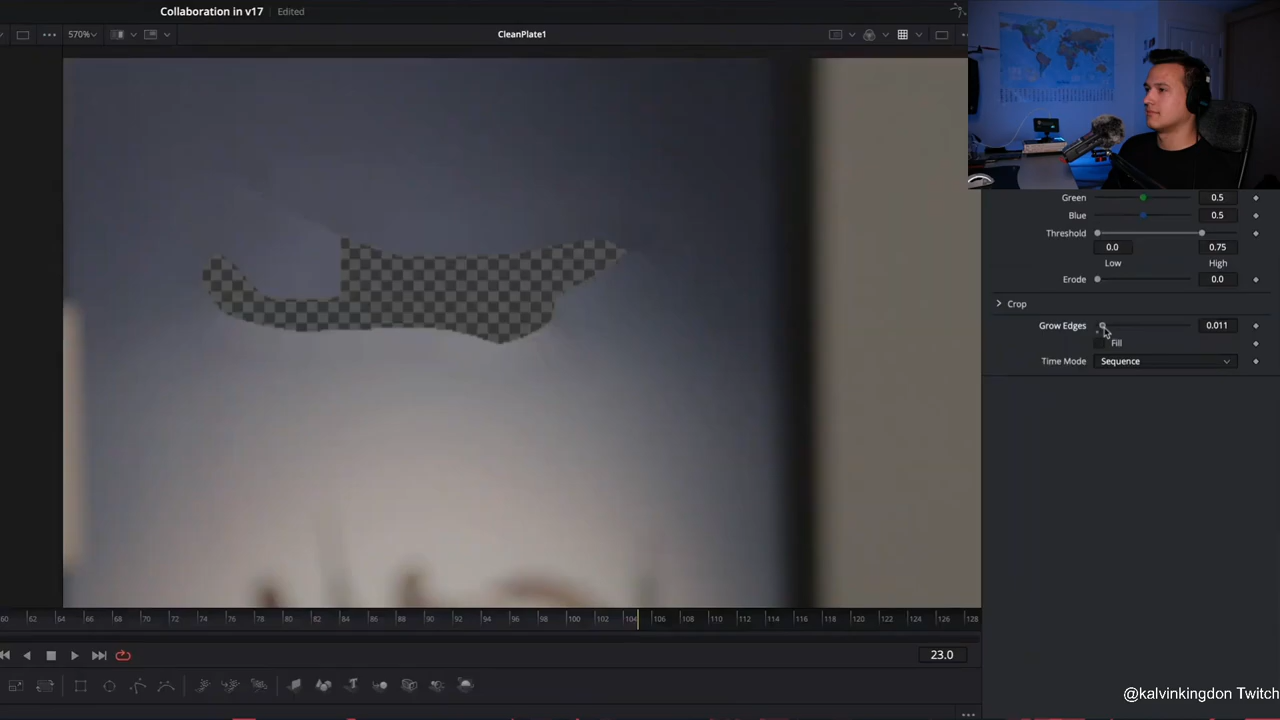 Collaboration in v17 Edited
570% CleanPlate1
Green 0.5
Blue 0.5
Threshold
0.0 0.75
Low High
Erode 0.0
Crop
Grow Edges 0.011
Fill
Time Mode Sequence
60 62 64 66 68 70 72 74 76 78 80 82 84 86 88 90 92 94 96 98 100 102 104 106 108 110 112 114 116 118 120 122 124 126 128
23.0
T
@kalvinkingdon Twitch